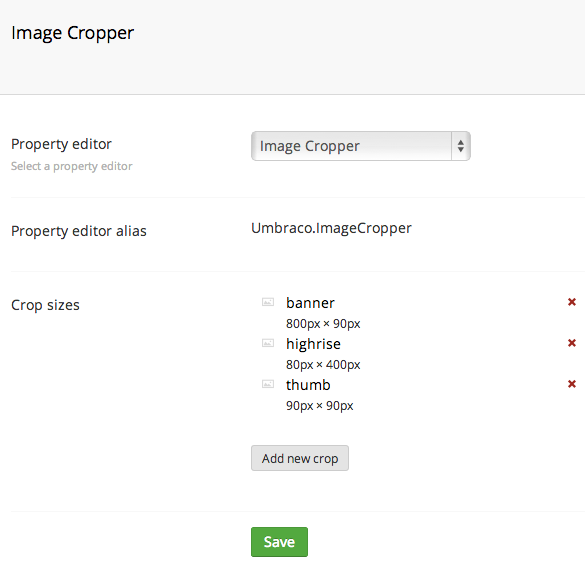 Image Cropper
Property editor
Image Cropper
Select a property editor
Property editor alias
Umbraco.ImageCropper
Crop sizes
banner
800px × 90px
highrise
80px × 400px
thumb
90px × 90px
Add new crop
Save